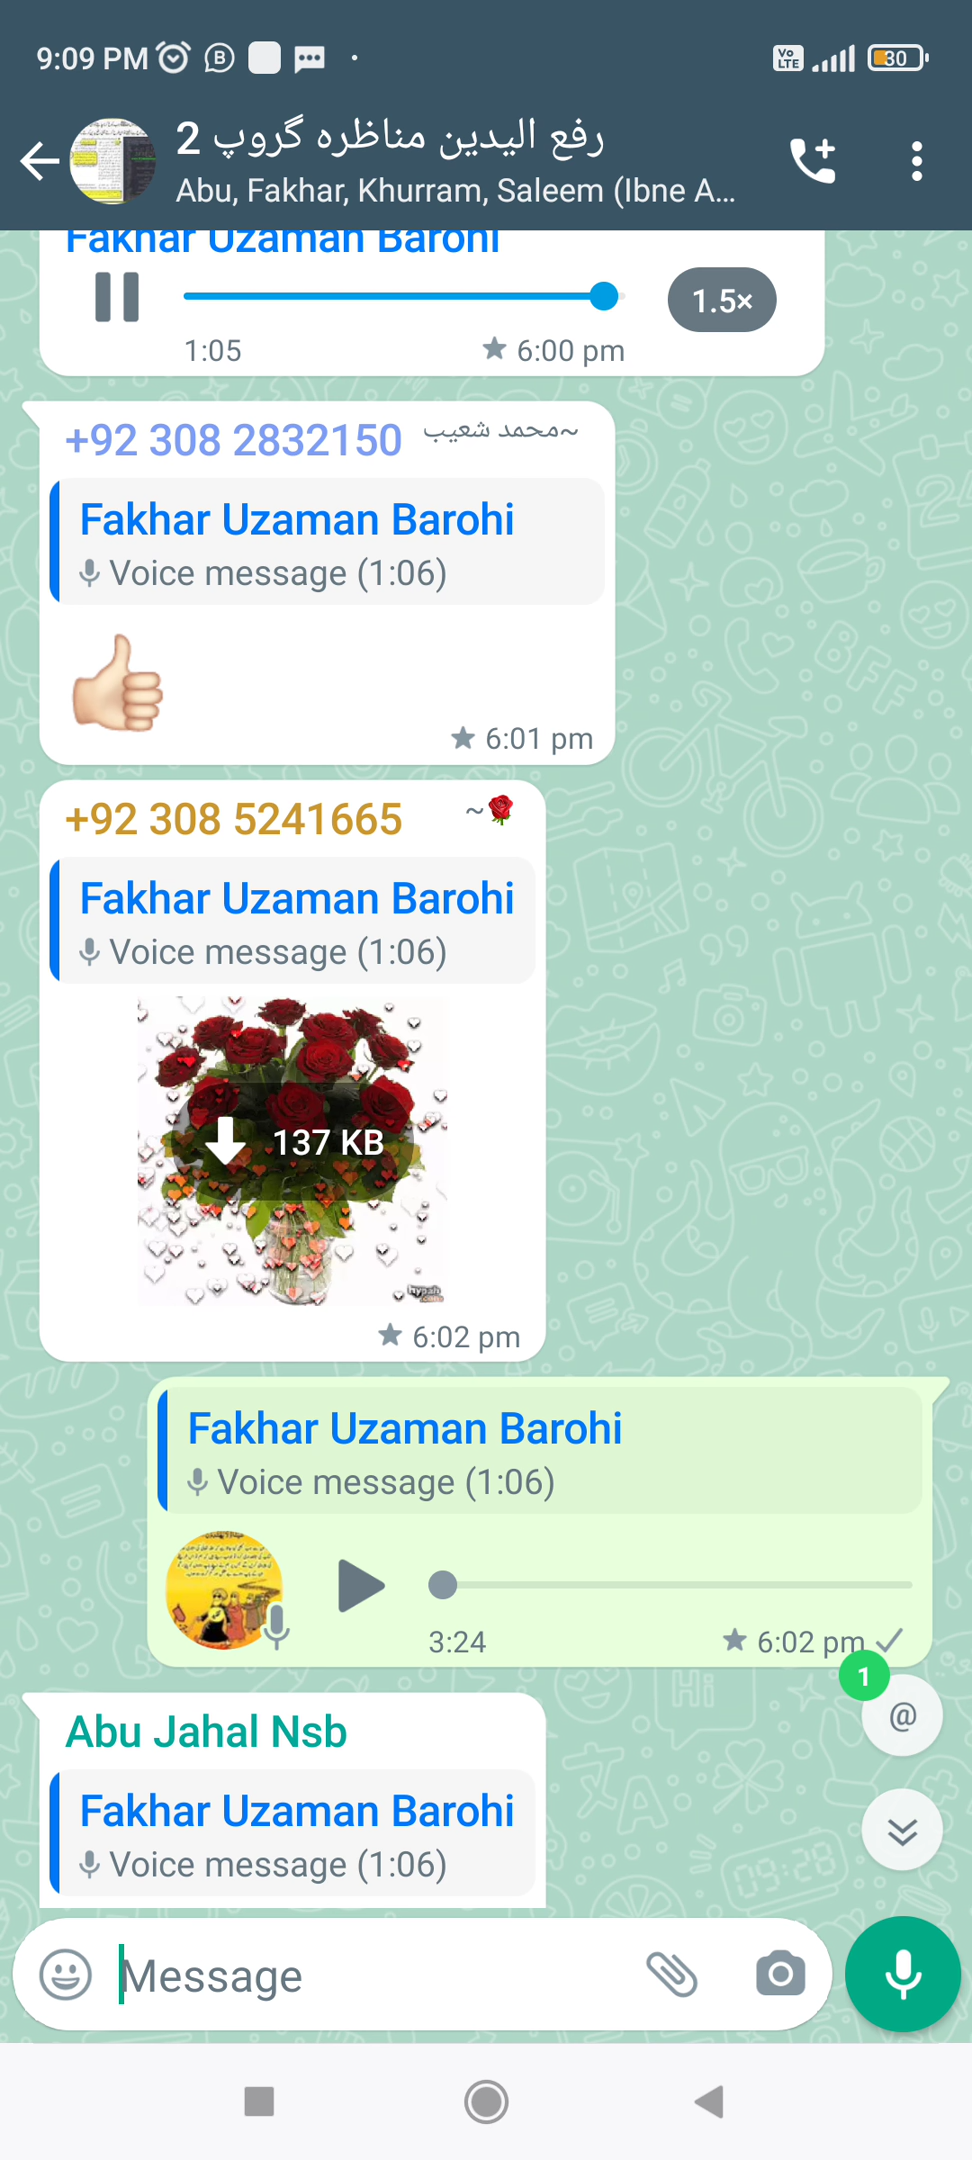 9:09 PM
30
رفع الیدین مناظرہ گروپ 2
Abu, Fakhar, Khurram, Saleem (Ibne A...
Fakhar Uzaman Barohi
1.5×
1:05
6:00 pm
+92 308 2832150 ~محمد شعیب
Fakhar Uzaman Barohi
Voice message (1:06)
6:01 pm
+92 308 5241665 ~🌹
Fakhar Uzaman Barohi
Voice message (1:06)
137 KB
6:02 pm
Fakhar Uzaman Barohi
Voice message (1:06)
3:24
6:02 pm
1
@
Abu Jahal Nsb
Fakhar Uzaman Barohi
Voice message (1:06)
Message